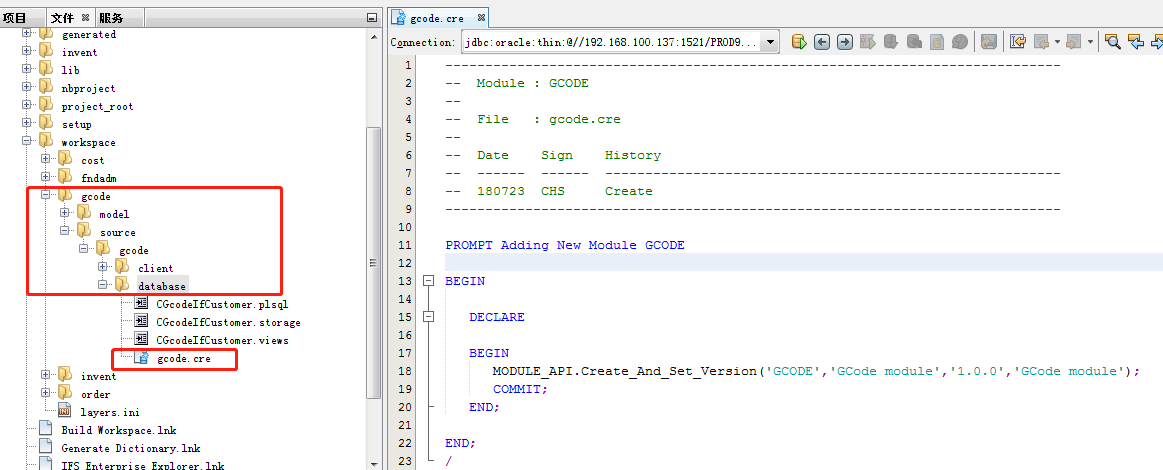 项目 文件 服务
generated
invent
lib
nbproject
project_root
setup
workspace
cost
fndadm
gcode
model
source
gcode
client
database
CGcodeIfCustomer.plsql
CGcodeIfCustomer.storage
CGcodeIfCustomer.views
gcode.cre
invent
order
layers.ini
Build Workspace.lnk
Generate Dictionary.lnk
IFS Enterprise Explorer.lnk
gcode.cre
Connection: jdbc:oracle:thin:@//192.168.100.137:1521/PROD9...
1 -----------------------------------------------------------------------------
2 --  Module : GCODE
3 --
4 --  File   : gcode.cre
5 --
6 --  Date    Sign    History
7 --  ------  ------  ---------------------------------------------------------
8 --  180723  CHS     Create
9 -----------------------------------------------------------------------------
10
11 PROMPT Adding New Module GCODE
12
13 BEGIN
14
15    DECLARE
16
17    BEGIN
18       MODULE_API.Create_And_Set_Version('GCODE','GCode module','1.0.0','GCode module');
19       COMMIT;
20    END;
21
22 END;
23 /